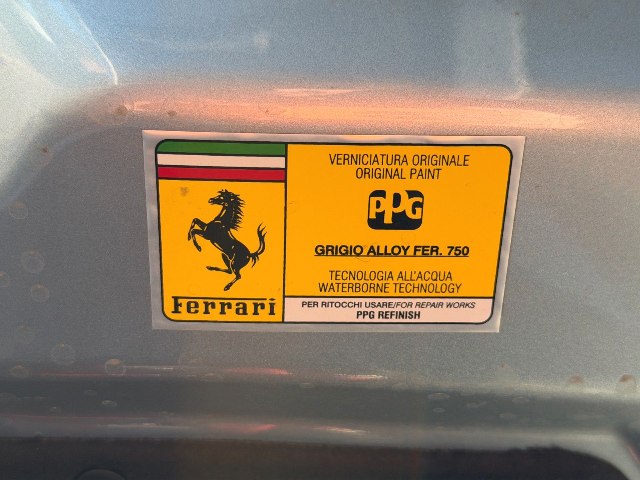 Ferrari
VERNICIATURA ORIGINALE
ORIGINAL PAINT
PPG
GRIGIO ALLOY FER. 750
TECNOLOGIA ALL'ACQUA
WATERBORNE TECHNOLOGY
PER RITOCCHI USARE/FOR REPAIR WORKS
PPG REFINISH